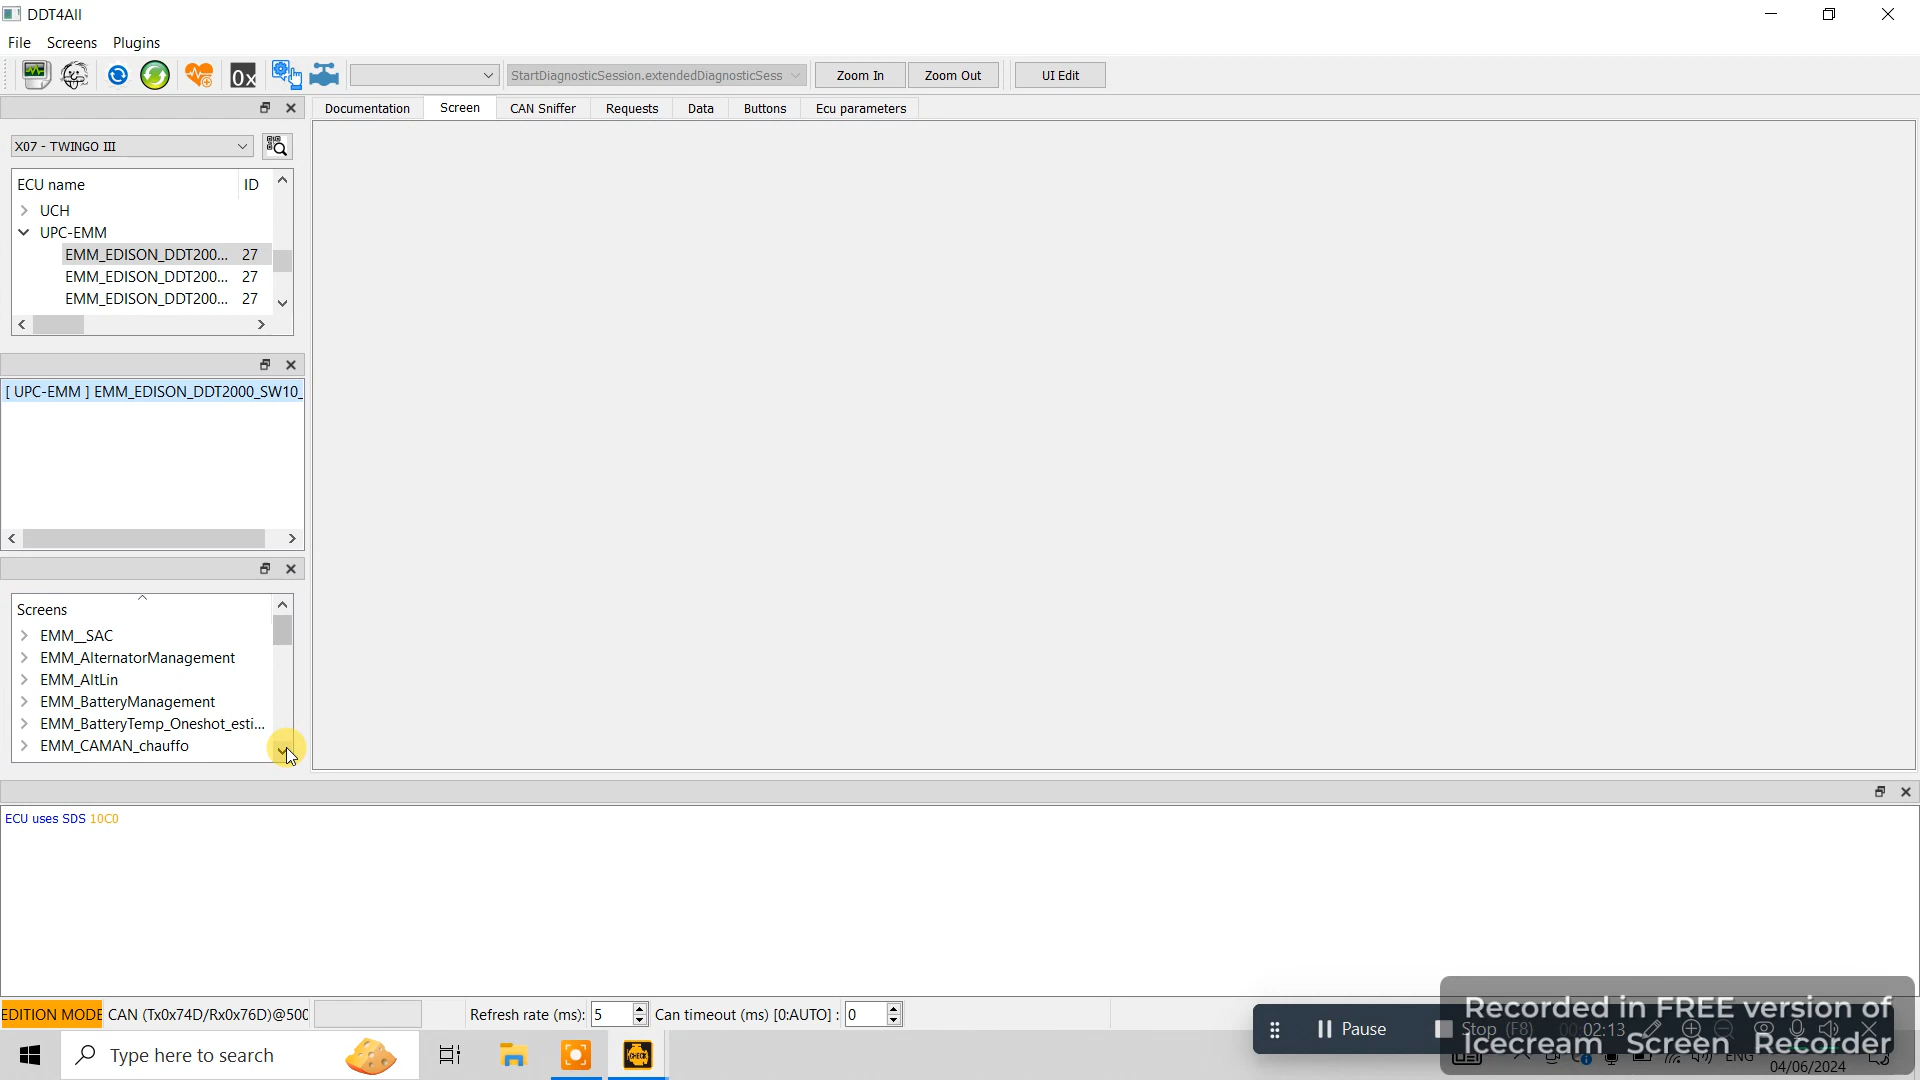 DDT4All
File Screens Plugins
0x
StartDiagnosticSession.extendedDiagnosticSess
Zoom In
Zoom Out
UI Edit
Documentation Screen CAN Sniffer Requests Data Buttons Ecu parameters
X07 - TWINGO III
ECU name ID
UCH
UPC-EMM
EMM_EDISON_DDT200... 27
EMM_EDISON_DDT200... 27
EMM_EDISON_DDT200... 27
[ UPC-EMM ] EMM_EDISON_DDT2000_SW10_
Screens
EMM__SAC
EMM_AlternatorManagement
EMM_AltLin
EMM_BatteryManagement
EMM_BatteryTemp_Oneshot_esti...
EMM_CAMAN_chauffo
ECU uses SDS 10C0
EDITION MODE CAN (Tx0x74D/Rx0x76D)@500 Refresh rate (ms): 5 Can timeout (ms) [0:AUTO] : 0
Recorded in FREE version of
Icecream Screen Recorder
Pause Stop (F8) 00:02:13
Type here to search
CHECK
ENG
04/06/2024